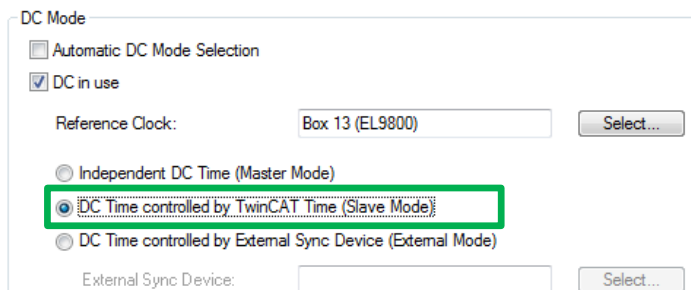 DC Mode
Automatic DC Mode Selection
DC in use
Reference Clock: Box 13 (EL9800) Select...
Independent DC Time (Master Mode)
DC Time controlled by TwinCAT Time (Slave Mode)
DC Time controlled by External Sync Device (External Mode)
External Sync Device: Select...